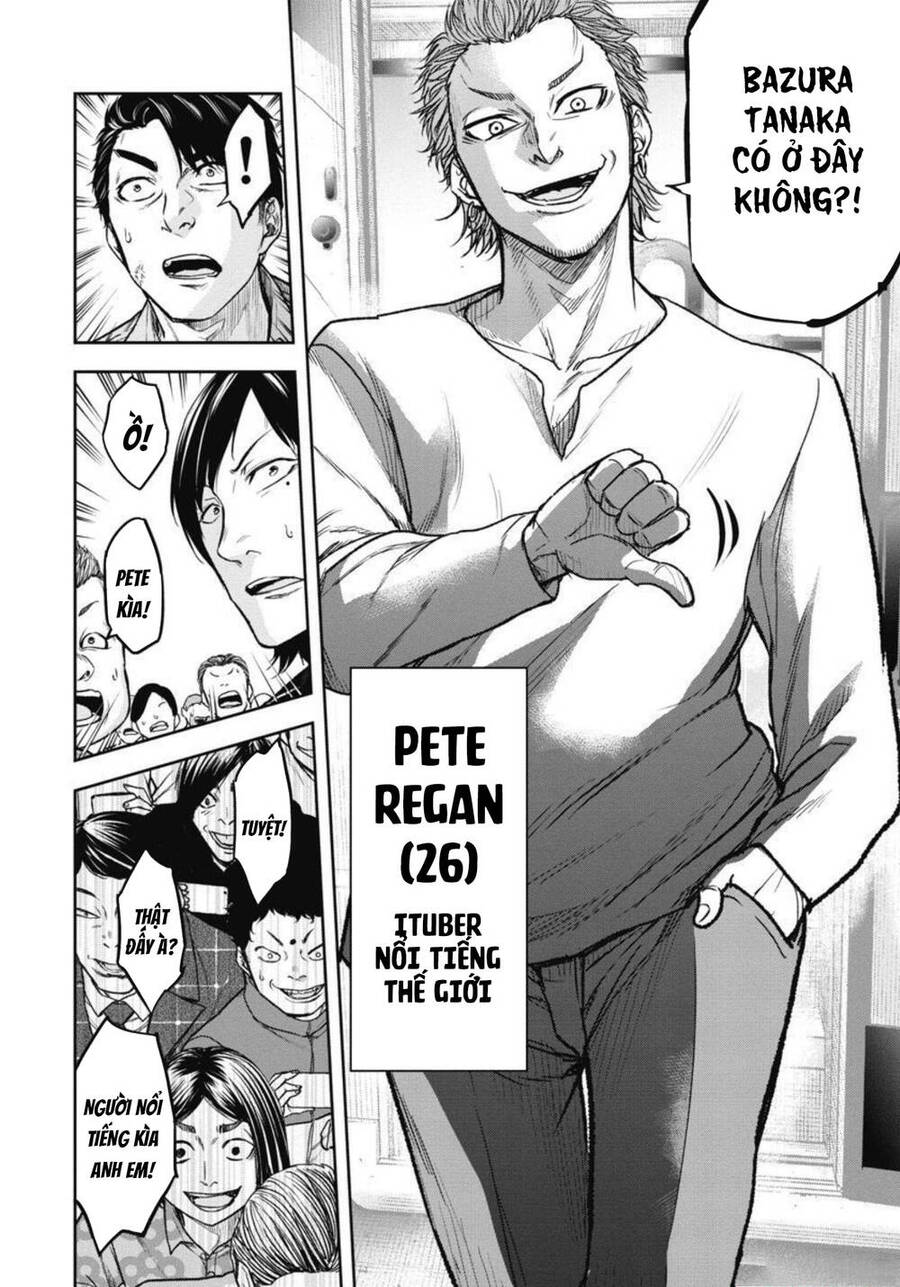 BAZURA
TANAKA
CÓ Ở ĐÂY
KHÔNG?!
PETE
REGAN
(26)
ITUBER
NỔI TIẾNG
THẾ GIỚI
!
Ồ!
PETE
KÌA!
TUYỆT!
THẬT
ĐẤY À?
NGƯỜI NỔI
TIẾNG KÌA
ANH EM!